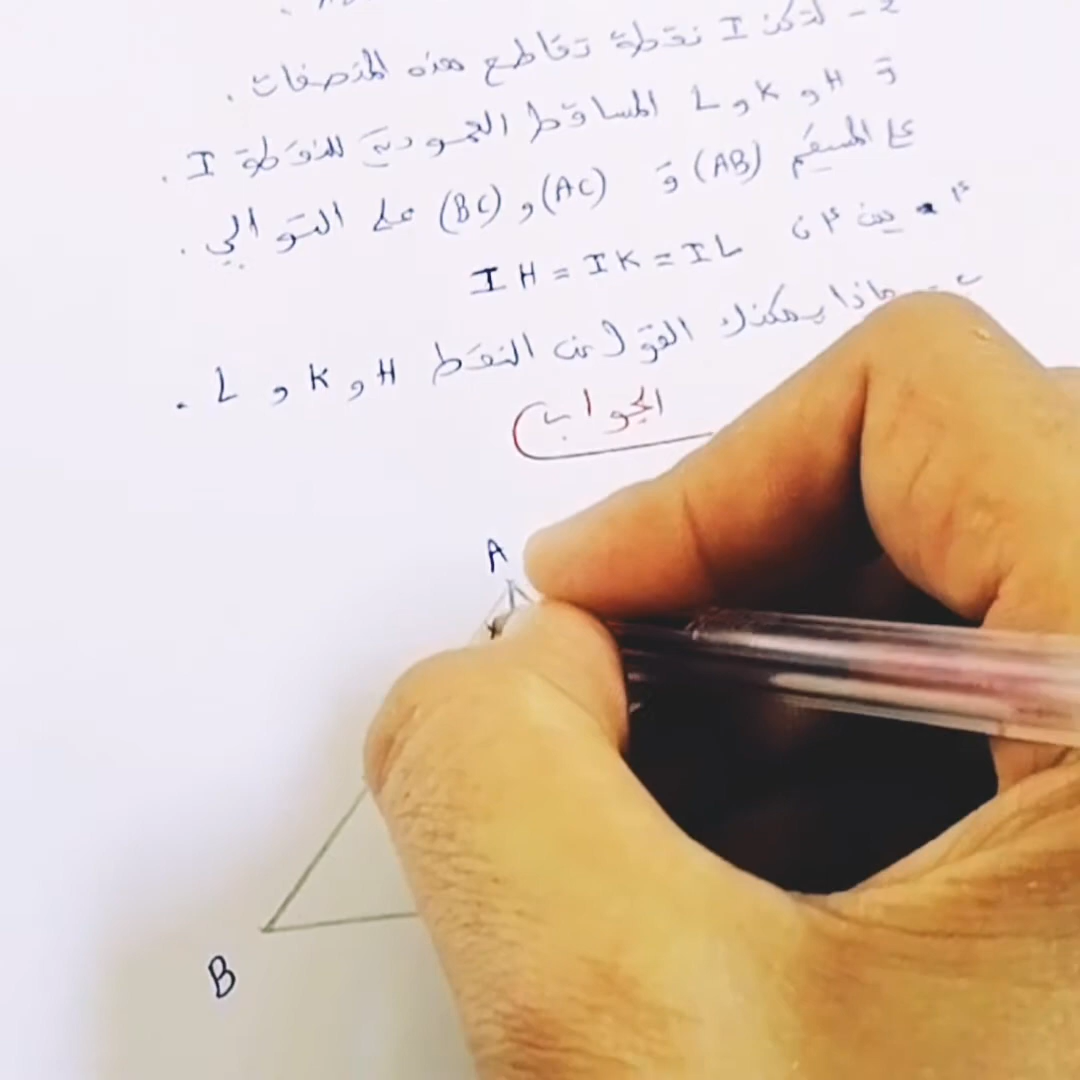 2 - لتكن I نقطة تقاطع هذه المنصفات .
و H و K و L المساقط العمودية للنقطة I .
على المستقيم (AB) و (AC) و (BC) على التوالي .
بين أن IH = IK = IL
ب - ماذا يمكنك القول عن النقط H و K و L .
الجواب
A
B